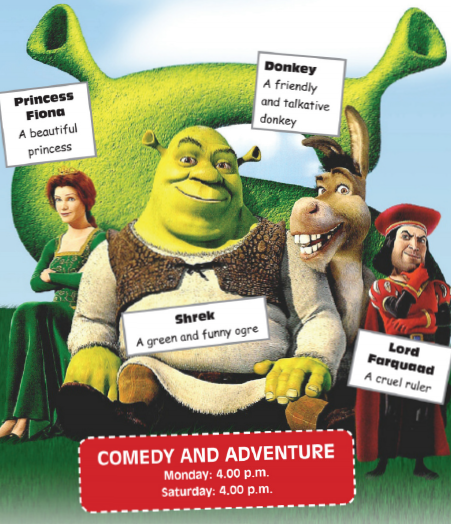 Princess
Fiona
A beautiful
princess
Donkey
A friendly
and talkative
donkey
Shrek
A green and funny ogre
Lord
Farquaad
A cruel ruler
COMEDY AND ADVENTURE
Monday: 4.00 p.m.
Saturday: 4.00 p.m.